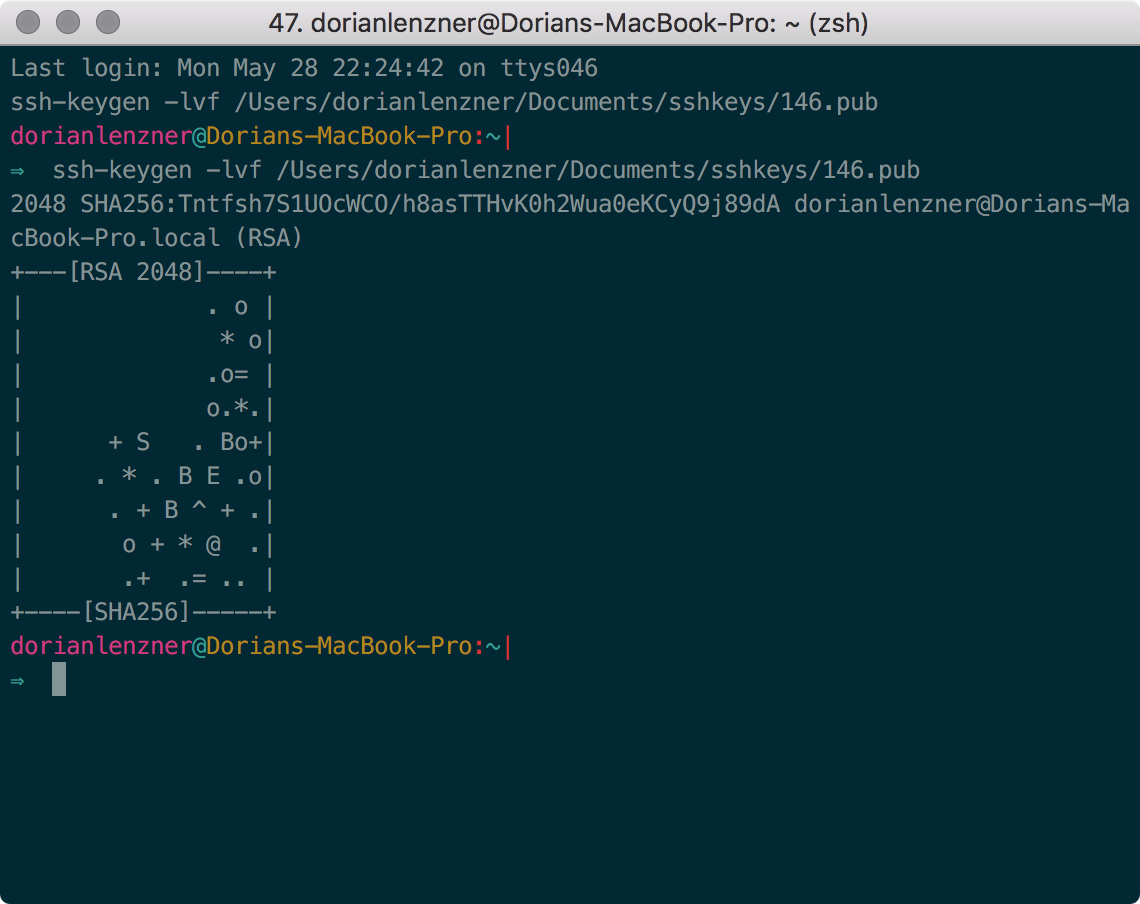 47. dorianlenzner@Dorians-MacBook-Pro: ~ (zsh)
Last login: Mon May 28 22:24:42 on ttys046
ssh-keygen -lvf /Users/dorianlenzner/Documents/sshkeys/146.pub
dorianlenzner@Dorians-MacBook-Pro:~|
⇒  ssh-keygen -lvf /Users/dorianlenzner/Documents/sshkeys/146.pub
2048 SHA256:Tntfsh7S1UOcWCO/h8asTTHvK0h2Wua0eKCyQ9j89dA dorianlenzner@Dorians-Ma
cBook-Pro.local (RSA)
+---[RSA 2048]----+
|             . o |
|              * o|
|             .o= |
|             o.*.|
|      + S   . Bo+|
|     . * . B E .o|
|      . + B ^ + .|
|       o + * @  .|
|       .+  .= .. |
+----[SHA256]-----+
dorianlenzner@Dorians-MacBook-Pro:~|
⇒